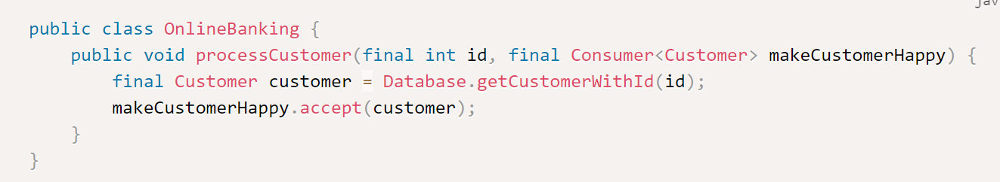 public class OnlineBanking {
    public void processCustomer(final int id, final Consumer<Customer> makeCustomerHappy) {
        final Customer customer = Database.getCustomerWithId(id);
        makeCustomerHappy.accept(customer);
    }
}